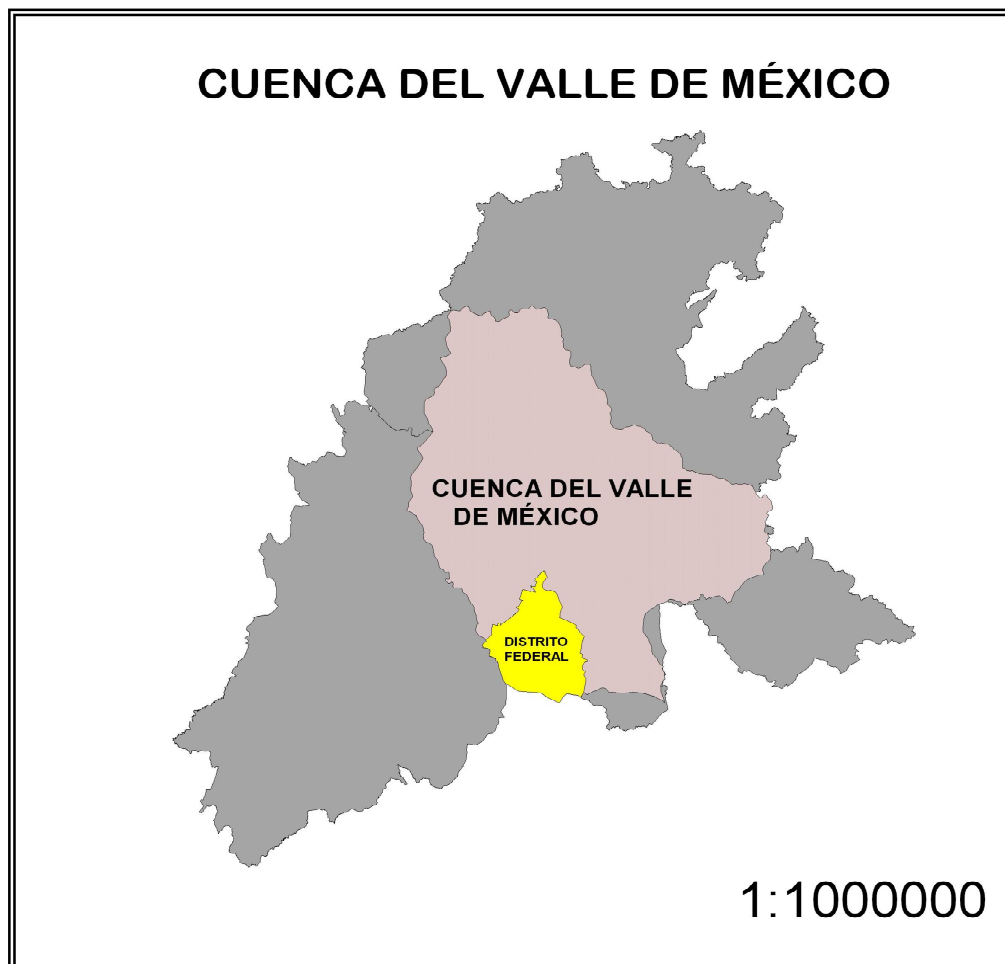 CUENCA DEL VALLE DE MÉXICO
CUENCA DEL VALLE
DE MÉXICO
DISTRITO
FEDERAL
1:1000000